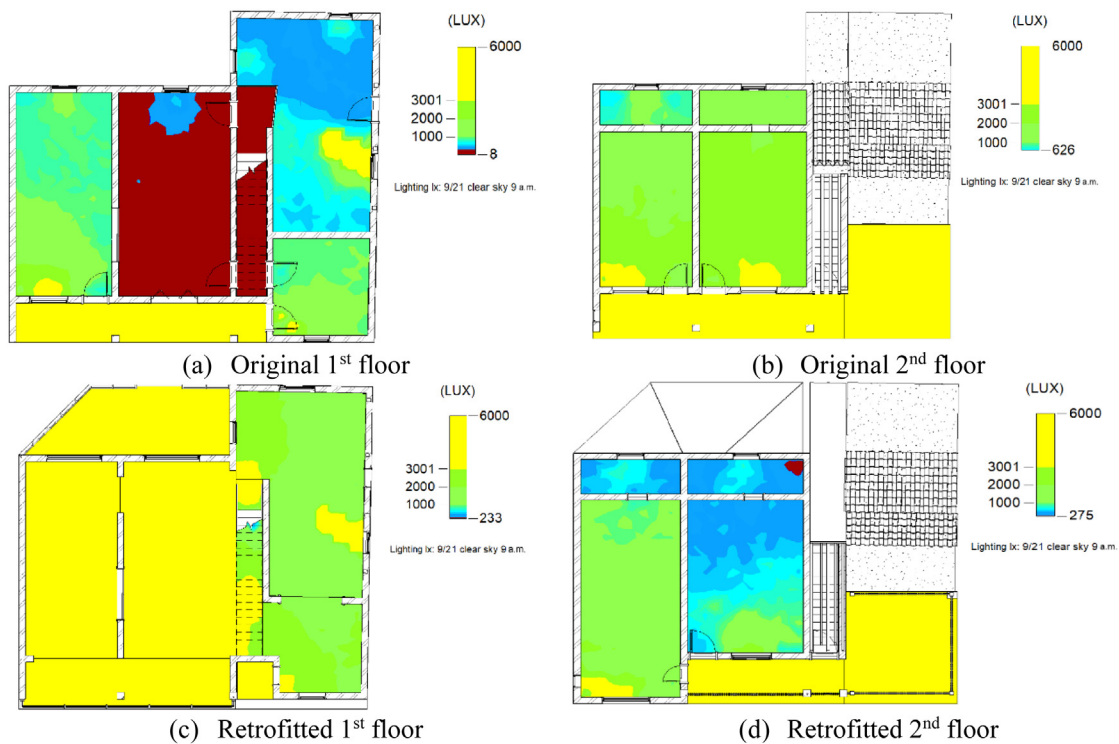 (LUX)
6000
3001
2000
1000
8
Lighting lx: 9/21 clear sky 9 a.m.
(a) Original 1st floor
(LUX)
6000
3001
2000
1000
626
Lighting lx: 9/21 clear sky 9 a.m.
(b) Original 2nd floor
(LUX)
6000
3001
2000
1000
233
Lighting lx: 9/21 clear sky 9 a.m.
(c) Retrofitted 1st floor
(LUX)
6000
3001
2000
1000
275
Lighting lx: 9/21 clear sky 9 a.m.
(d) Retrofitted 2nd floor